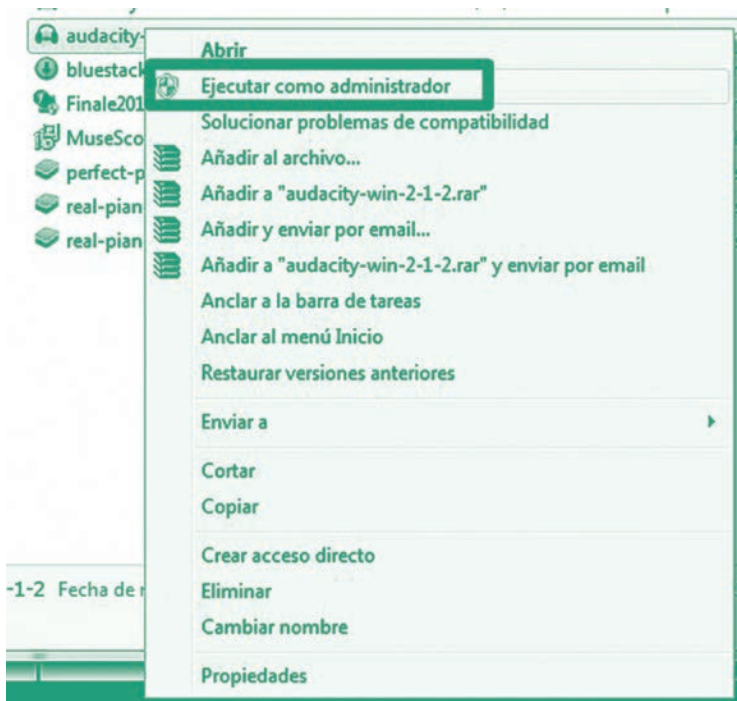 audacity-
bluestack
Finale201
MuseSco
perfect-p
real-pian
real-pian
Abrir
Ejecutar como administrador
Solucionar problemas de compatibilidad
Añadir al archivo...
Añadir a "audacity-win-2-1-2.rar"
Añadir y enviar por email...
Añadir a "audacity-win-2-1-2.rar" y enviar por email
Anclar a la barra de tareas
Anclar al menú Inicio
Restaurar versiones anteriores
Enviar a
Cortar
Copiar
Crear acceso directo
Eliminar
Cambiar nombre
Propiedades
-1-2 Fecha de